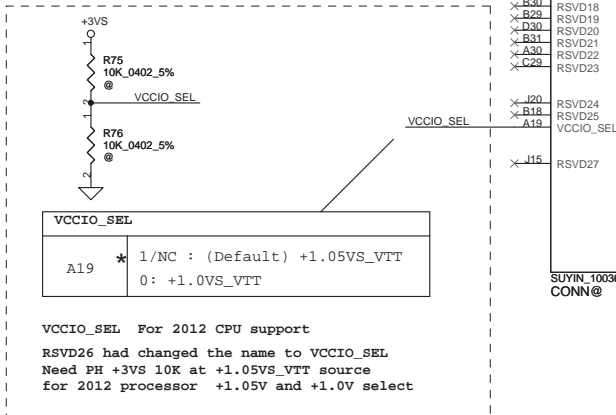 +3VS
1
R75
10K_0402_5%
@
2
VCCIO_SEL
1
R76
10K_0402_5%
@
2
VCCIO_SEL
A19 * 1/NC : (Default) +1.05VS_VTT
0: +1.0VS_VTT
VCCIO_SEL For 2012 CPU support
RSVD26 had changed the name to VCCIO_SEL
Need PH +3VS 10K at +1.05VS_VTT source
for 2012 processor +1.05V and +1.0V select
VCCIO_SEL
B30 RSVD18
B29 RSVD19
D30 RSVD20
B31 RSVD21
A30 RSVD22
C29 RSVD23
J20 RSVD24
B18 RSVD25
A19 VCCIO_SEL
J15 RSVD27
SUYIN_10036
CONN@